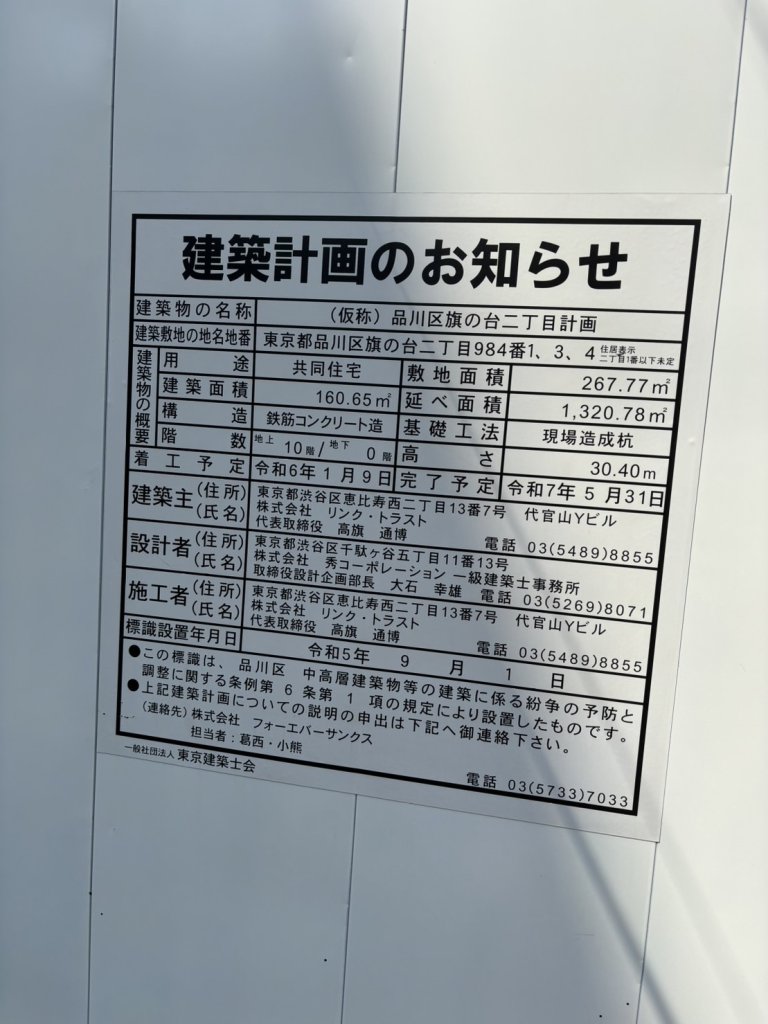 建築計画のお知らせ
建築物の名称 （仮称）品川区旗の台二丁目計画
建築敷地の地名地番 東京都品川区旗の台二丁目984番1、3、4 住居表示 二丁目1番以下未定
建築物の概要
用途 共同住宅 敷地面積 267.77㎡
建築面積 160.65㎡ 延べ面積 1,320.78㎡
構造 鉄筋コンクリート造 基礎工法 現場造成杭
階数 地上 10階/地下 0階 高さ 30.40m
着工予定 令和6年1月9日 完了予定 令和7年5月31日
建築主(住所)(氏名) 東京都渋谷区恵比寿西二丁目13番7号 代官山Yビル
株式会社 リンク・トラスト
代表取締役 高旗 通博 電話 03(5489)8855
設計者(住所)(氏名) 東京都渋谷区千駄ヶ谷五丁目11番13号
株式会社 秀コーポレーション 一級建築士事務所
取締役設計企画部長 大石 幸雄 電話 03(5269)8071
施工者(住所)(氏名) 東京都渋谷区恵比寿西二丁目13番7号 代官山Yビル
株式会社 リンク・トラスト
代表取締役 高旗 通博 電話 03(5489)8855
標識設置年月日 令和5年 9月 1日
●この標識は、品川区 中高層建築物等の建築に係る紛争の予防と
調整に関する条例第6条第1項の規定により設置したものです。
●上記建築計画についての説明の申出は下記へ御連絡下さい。
(連絡先)株式会社 フォーエバーサンクス
担当者：葛西・小熊
電話 03(5733)7033
一般社団法人 東京建築士会